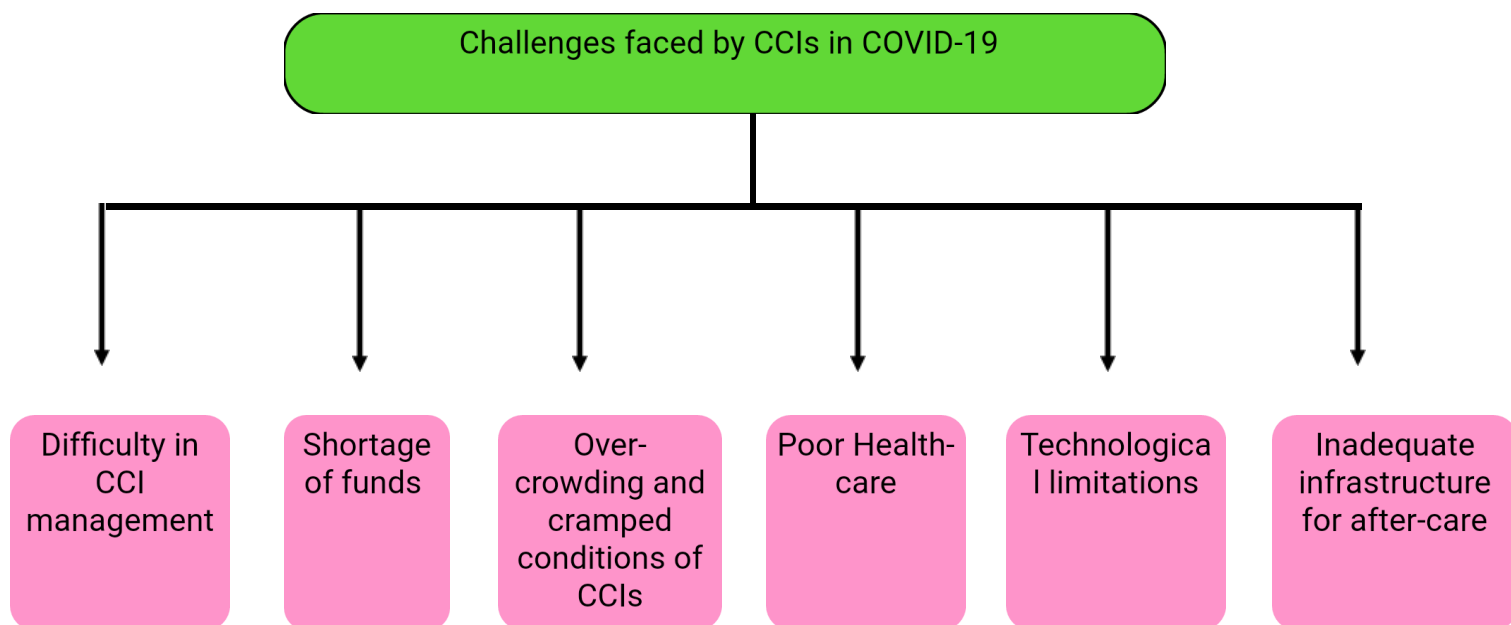 Challenges faced by CCIs in COVID-19
Difficulty in
CCI
management
Shortage
of funds
Over-
crowding and
cramped
conditions of
CCIs
Poor Health-
care
Technologica
l limitations
Inadequate
infrastructure
for after-care